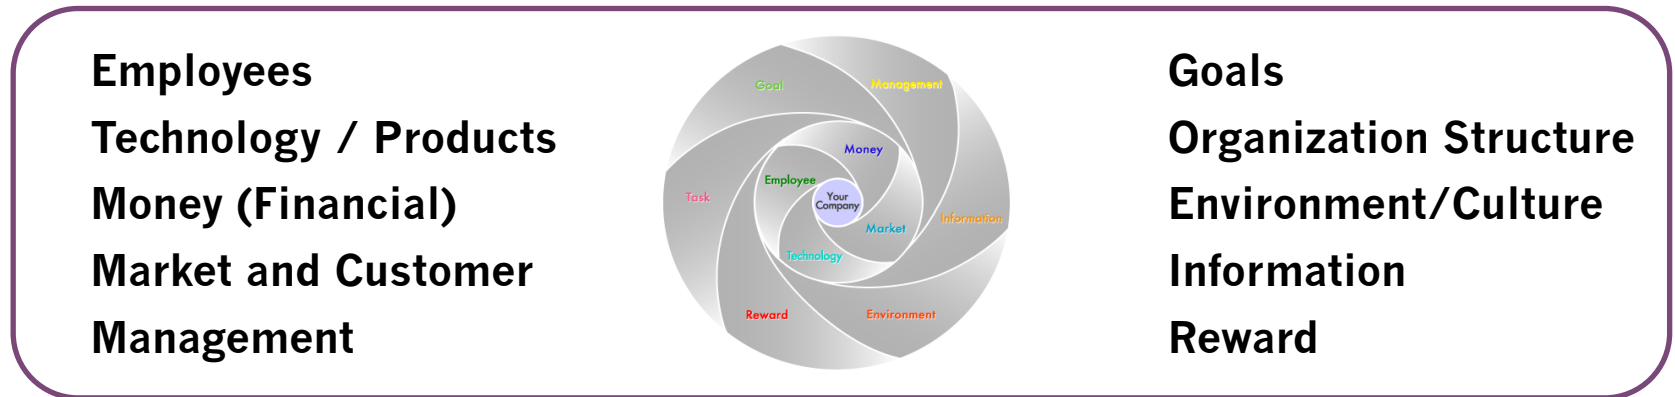 Employees
Technology / Products
Money (Financial)
Market and Customer
Management
Goal
Management
Money
Employee
Task
Your
Company
Information
Market
Technology
Reward
Environment
Goals
Organization Structure
Environment/Culture
Information
Reward